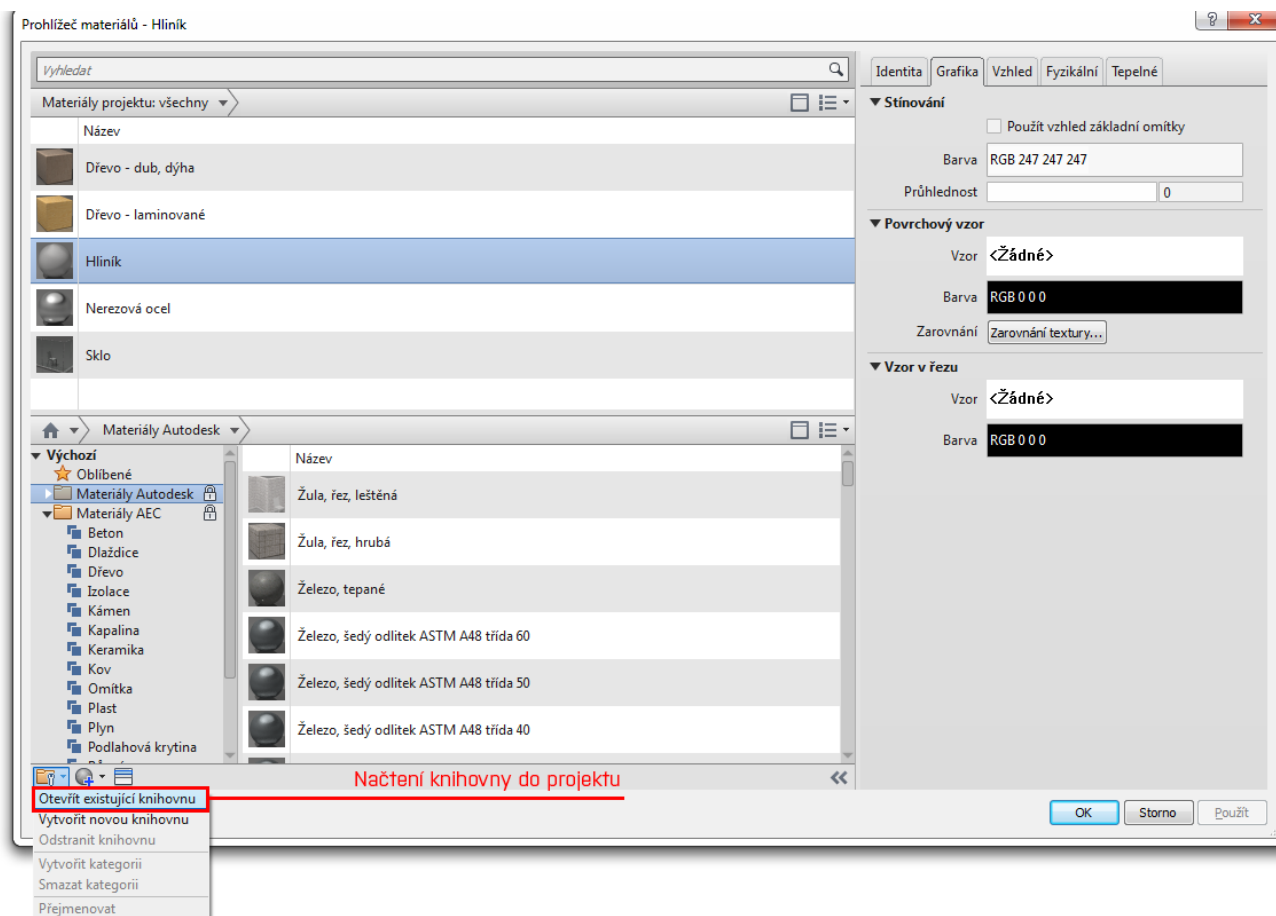 Prohlížeč materiálů - Hliník
Vyhledat
Materiály projektu: všechny
Název
Dřevo - dub, dýha
Dřevo - laminované
Hliník
Nerezová ocel
Sklo
Materiály Autodesk
Výchozí
Oblíbené
Materiály Autodesk
Materiály AEC
Beton
Dlaždice
Dřevo
Izolace
Kámen
Kapalina
Keramika
Kov
Omítka
Plast
Plyn
Podlahová krytina
Název
Žula, řez, leštěná
Žula, řez, hrubá
Železo, tepané
Železo, šedý odlitek ASTM A48 třída 60
Železo, šedý odlitek ASTM A48 třída 50
Železo, šedý odlitek ASTM A48 třída 40
Načtení knihovny do projektu
Otevřít existující knihovnu
Vytvořit novou knihovnu
Odstranit knihovnu
Vytvořit kategorii
Smazat kategorii
Přejmenovat
Identita Grafika Vzhled Fyzikální Tepelné
Stínování
Použít vzhled základní omítky
Barva RGB 247 247 247
Průhlednost 0
Povrchový vzor
Vzor <Žádné>
Barva RGB 0 0 0
Zarovnání Zarovnání textury...
Vzor v řezu
Vzor <Žádné>
Barva RGB 0 0 0
OK Storno Použít